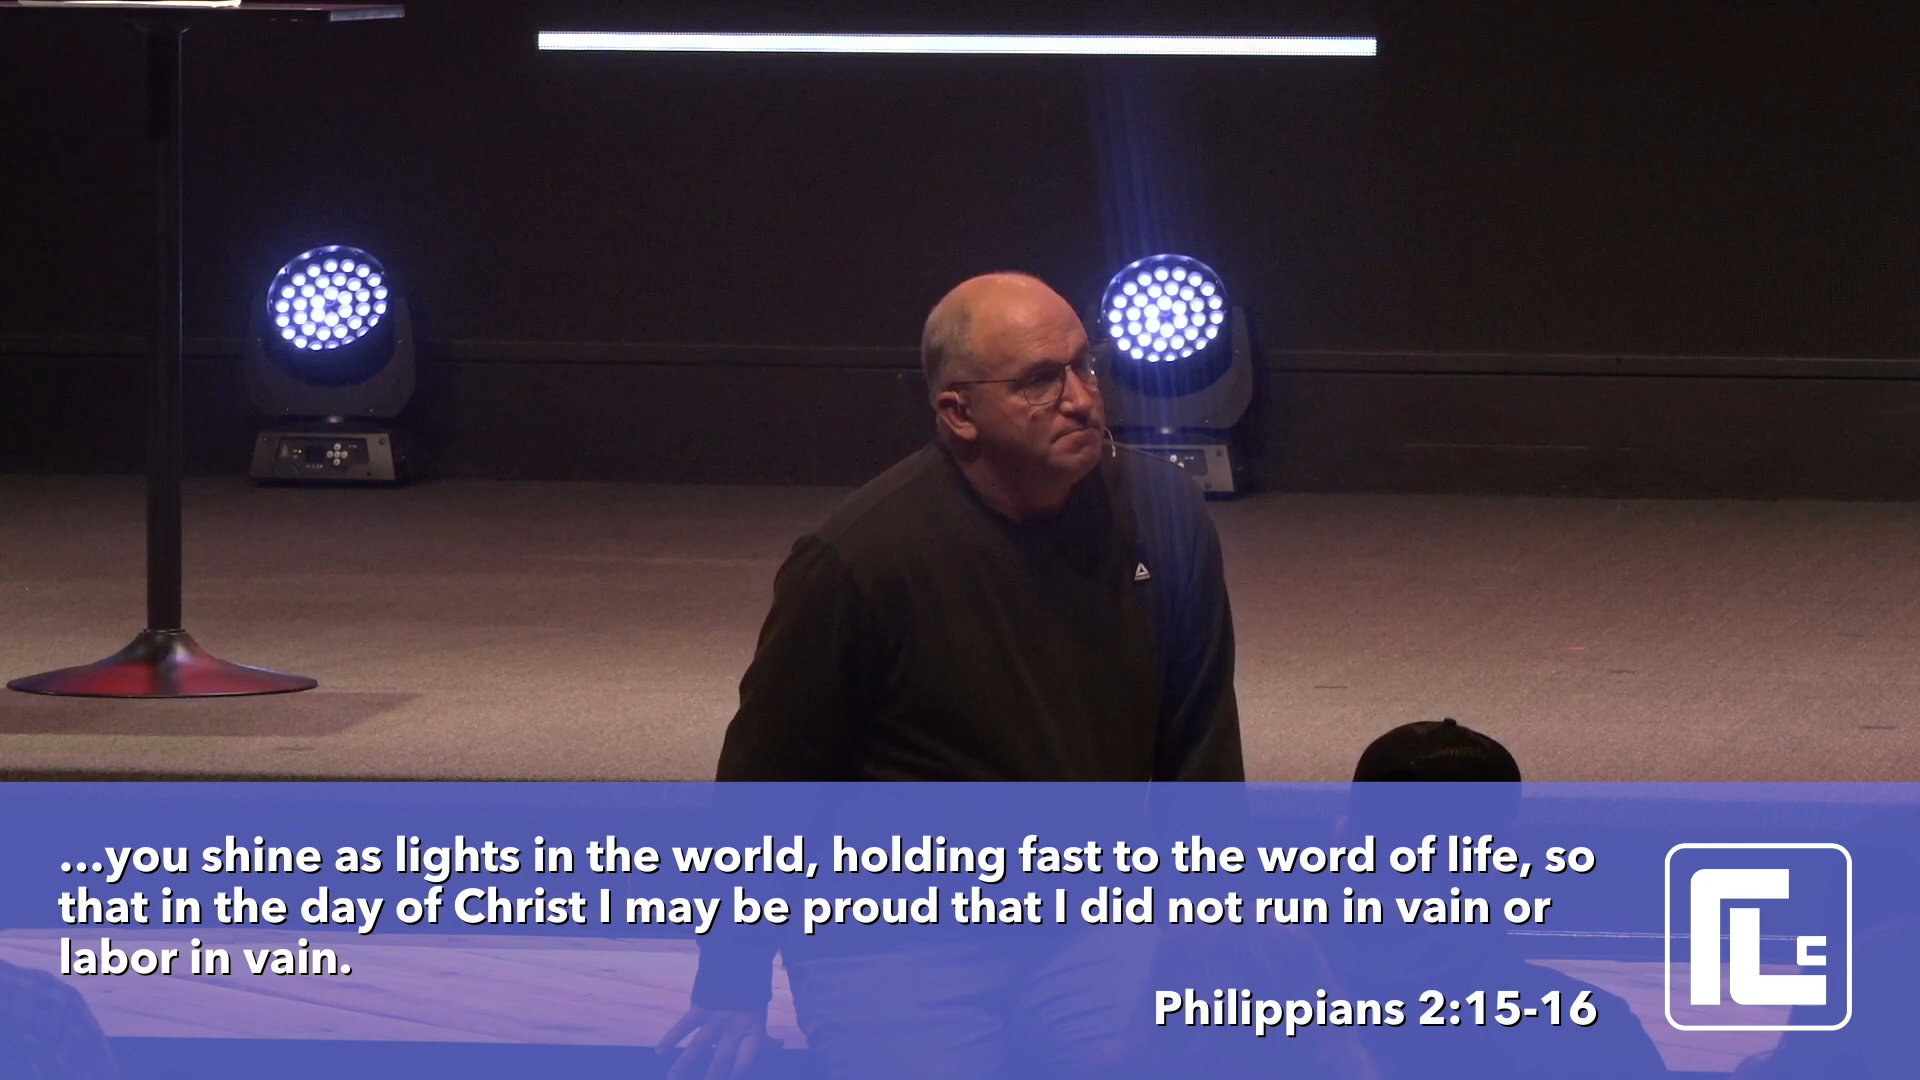 ...you shine as lights in the world, holding fast to the word of life, so
that in the day of Christ I may be proud that I did not run in vain or
labor in vain.
Philippians 2:15-16